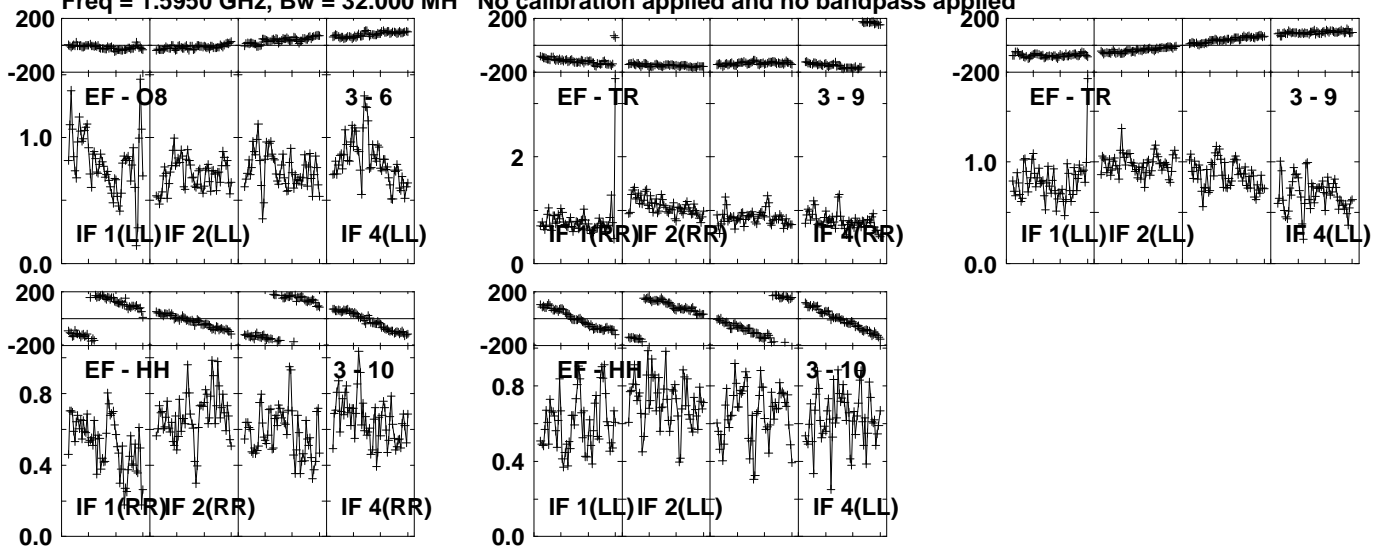 Freq = 1.5950 GHz, Bw = 32.000 MH No calibration applied and no bandpass applied
200
-200
EF - O8 3 - 6
1.0
0.0
IF 1(LL) IF 2(LL) IF 4(LL)
200
-200
EF - TR 3 - 9
2
0
IF 1(RR) IF 2(RR) IF 4(RR)
200
-200
EF - TR 3 - 9
1.0
0.0
IF 1(LL) IF 2(LL) IF 4(LL)
200
-200
EF - HH 3 - 10
0.8
0.4
0.0
IF 1(RR) IF 2(RR) IF 4(RR)
200
-200
EF - HH 3 - 10
0.8
0.4
0.0
IF 1(LL) IF 2(LL) IF 4(LL)